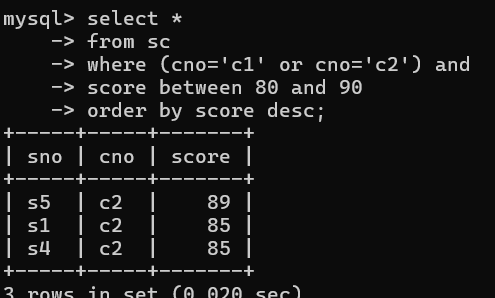 mysql> select *
    -> from sc
    -> where (cno='c1' or cno='c2') and
    -> score between 80 and 90
    -> order by score desc;
+-----+-----+-------+
| sno | cno | score |
+-----+-----+-------+
| s5  | c2  |    89 |
| s1  | c2  |    85 |
| s4  | c2  |    85 |
+-----+-----+-------+
3 rows in set (0.020 sec)